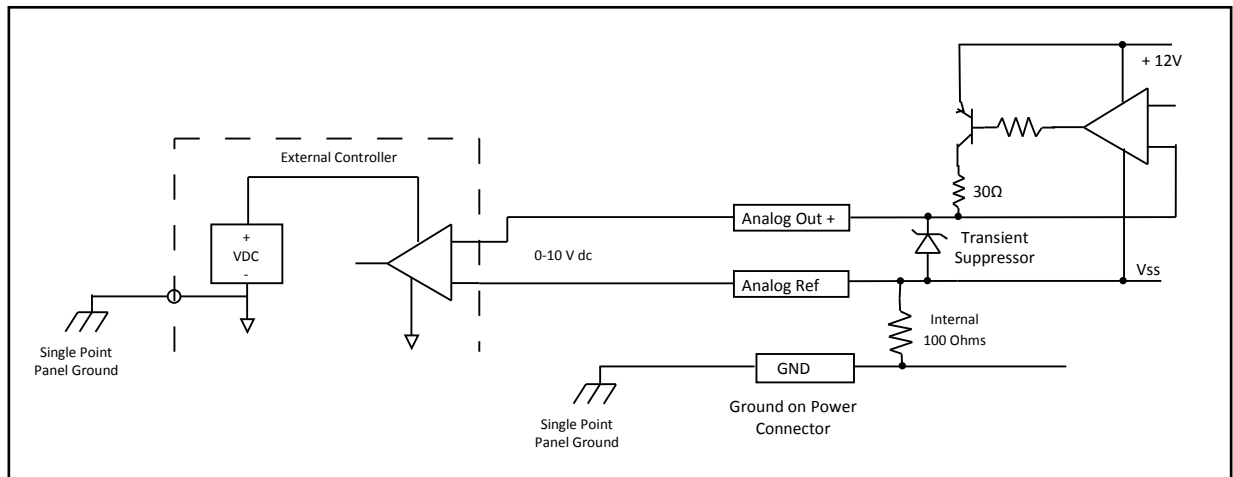 + 12V
External Controller
30Ω
+
VDC
-
Analog Out +
0-10 V dc
Transient
Suppressor
Vss
Analog Ref
Internal
100 Ohms
Single Point
Panel Ground
GND
Ground on Power
Connector
Single Point
Panel Ground